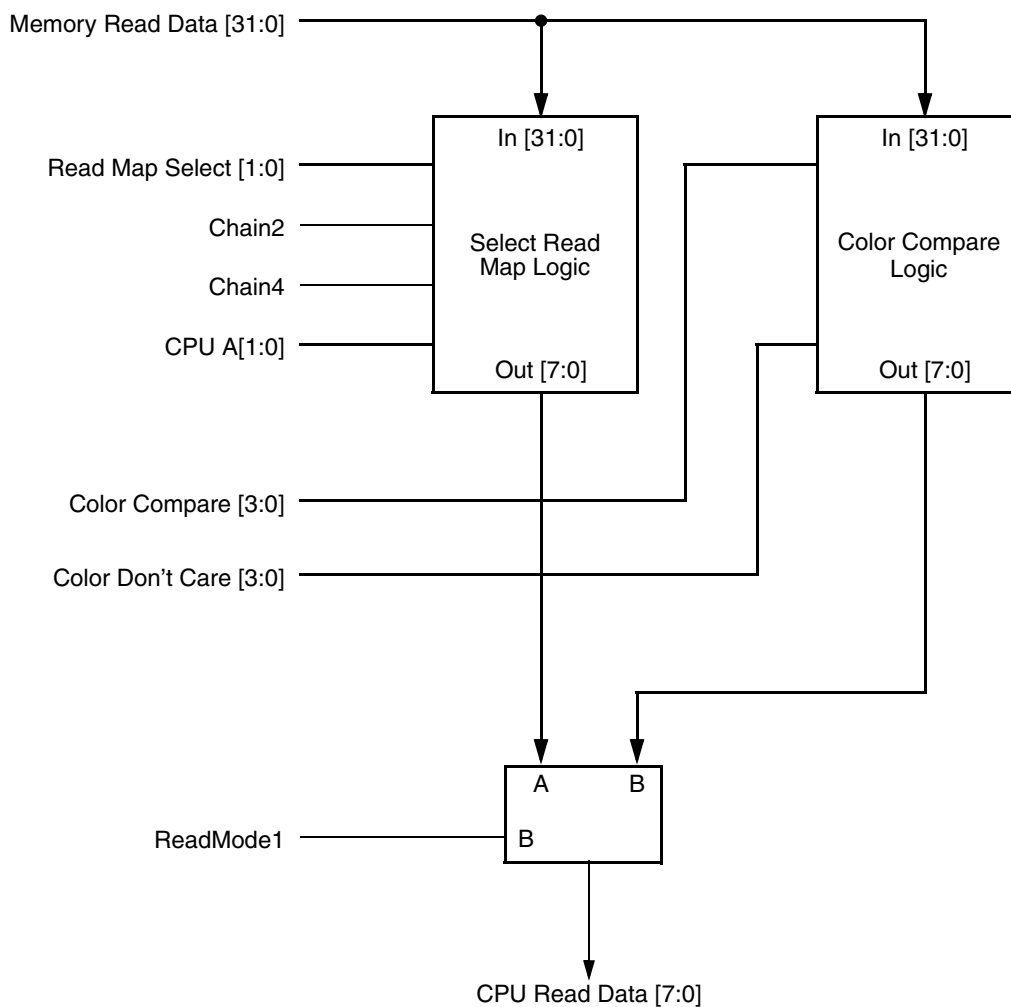 Memory Read Data [31:0]
In [31:0]
In [31:0]
Read Map Select [1:0]
Chain2
Select Read
Map Logic
Color Compare
Logic
Chain4
CPU A[1:0]
Out [7:0]
Out [7:0]
Color Compare [3:0]
Color Don't Care [3:0]
A
B
ReadMode1
B
CPU Read Data [7:0]